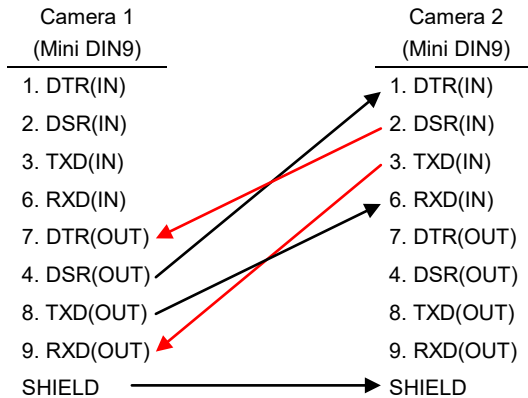 Camera 1
(Mini DIN9)
1. DTR(IN)
2. DSR(IN)
3. TXD(IN)
6. RXD(IN)
7. DTR(OUT)
4. DSR(OUT)
8. TXD(OUT)
9. RXD(OUT)
SHIELD
Camera 2
(Mini DIN9)
1. DTR(IN)
2. DSR(IN)
3. TXD(IN)
6. RXD(IN)
7. DTR(OUT)
4. DSR(OUT)
8. TXD(OUT)
9. RXD(OUT)
SHIELD